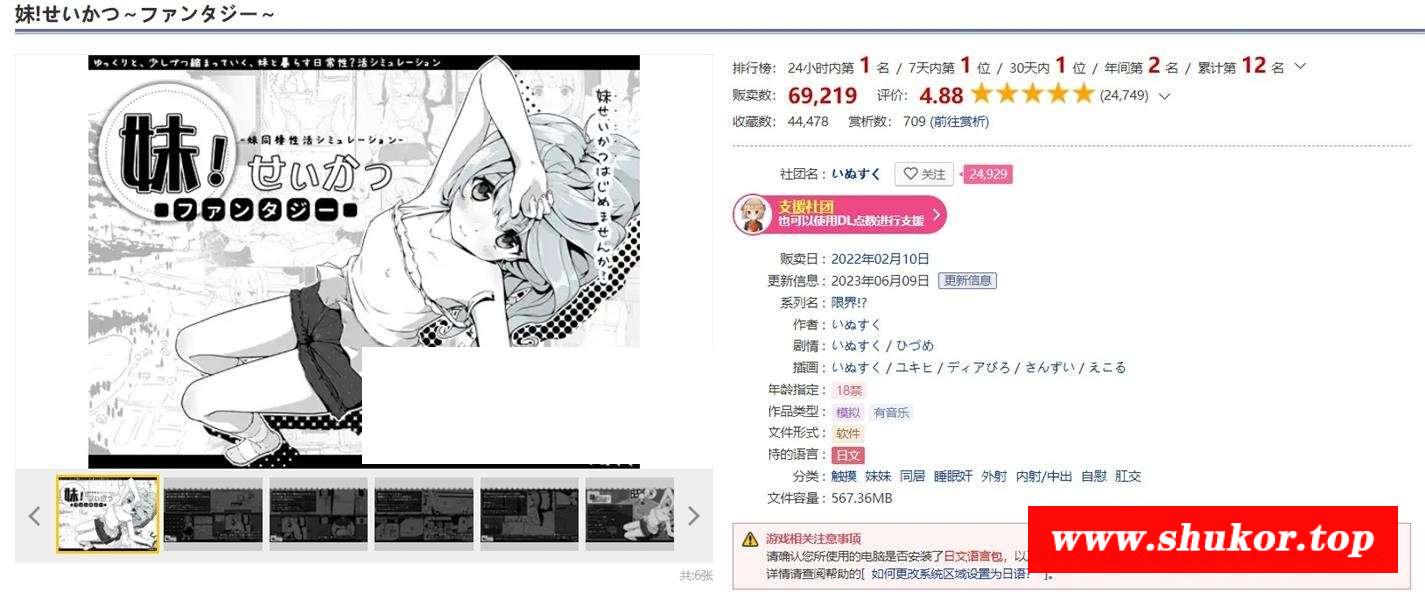 妹!せいかつ～ファンタジー～
ゆっくりと、少しづつ縮まっていく、妹と暮らす日常性?活シミュレーション
妹!
-妹同棲性活シミュレーション-
せいかつ
■ファンタジー■
妹せいかつはじめませんか?
共:6张
排行榜: 24小时内第 1 名 / 7天内第 1 位 / 30天内 1 位 / 年间第 2 名 / 累计第 12 名
贩卖数: 69,219 评价: 4.88 ★★★★★ (24,749)
收藏数: 44,478 赏析数: 709 (前往赏析)
社团名 : いぬすく ♡ 关注 24,929
支援社团
也可以使用DL点数进行支援
贩卖日 : 2022年02月10日
更新信息 : 2023年06月09日 更新信息
系列名 : 限界!?
作者 : いぬすく
剧情 : いぬすく / ひづめ
插画 : いぬすく / ユキヒ / ディアびろ / さんずい / えこる
年龄指定 : 18禁
作品类型 : 模拟 有音乐
文件形式 : 软件
持的语言 : 日文
分类 : 触摸 妹妹 同居 睡眠奸 外射 内射/中出 自慰 肛交
文件容量 : 567.36MB
游戏相关注意事项
请确认您所使用的电脑是否安装了日文语言包，以
详情请查阅帮助的[ 如何更改系统区域设置为日语? ]。
www.shukor.top